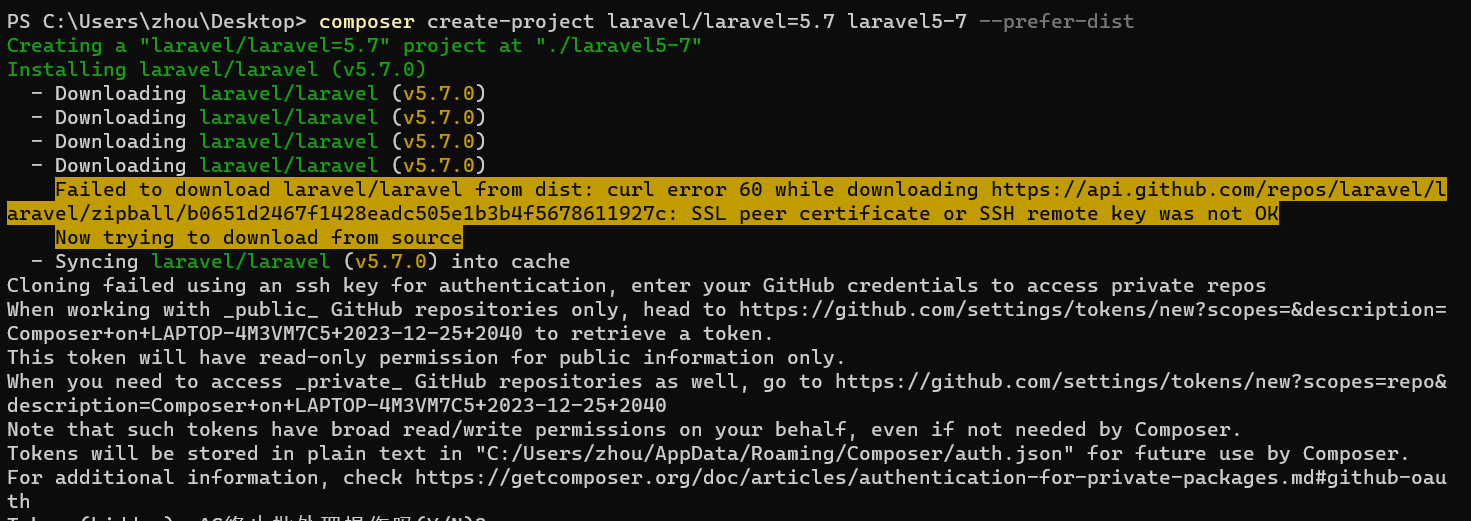 PS C:\Users\zhou\Desktop> composer create-project laravel/laravel=5.7 laravel5-7 --prefer-dist
Creating a "laravel/laravel=5.7" project at "./laravel5-7"
Installing laravel/laravel (v5.7.0)
  - Downloading laravel/laravel (v5.7.0)
  - Downloading laravel/laravel (v5.7.0)
  - Downloading laravel/laravel (v5.7.0)
  - Downloading laravel/laravel (v5.7.0)
    Failed to download laravel/laravel from dist: curl error 60 while downloading https://api.github.com/repos/laravel/l
aravel/zipball/b0651d2467f1428eadc505e1b3b4f5678611927c: SSL peer certificate or SSH remote key was not OK
    Now trying to download from source
  - Syncing laravel/laravel (v5.7.0) into cache
Cloning failed using an ssh key for authentication, enter your GitHub credentials to access private repos
When working with _public_ GitHub repositories only, head to https://github.com/settings/tokens/new?scopes=&description=
Composer+on+LAPTOP-4M3VM7C5+2023-12-25+2040 to retrieve a token.
This token will have read-only permission for public information only.
When you need to access _private_ GitHub repositories as well, go to https://github.com/settings/tokens/new?scopes=repo&
description=Composer+on+LAPTOP-4M3VM7C5+2023-12-25+2040
Note that such tokens have broad read/write permissions on your behalf, even if not needed by Composer.
Tokens will be stored in plain text in "C:/Users/zhou/AppData/Roaming/Composer/auth.json" for future use by Composer.
For additional information, check https://getcomposer.org/doc/articles/authentication-for-private-packages.md#github-oau
th